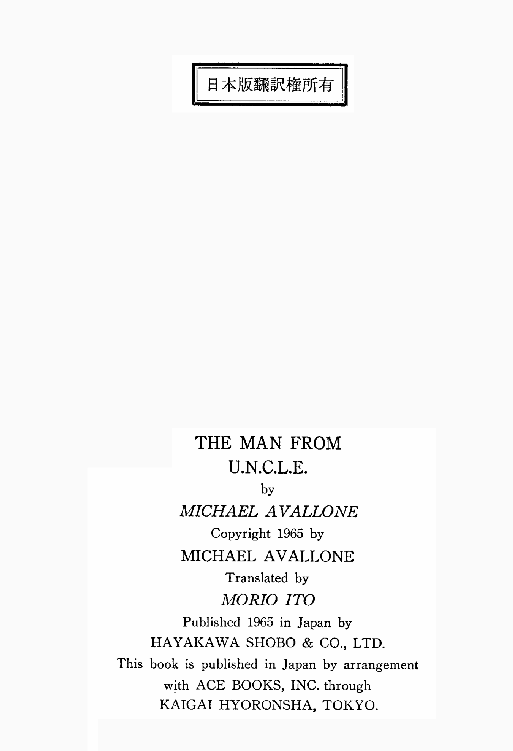 日本版飜訳権所有
THE MAN FROM
U.N.C.L.E.
by
MICHAEL AVALLONE
Copyright 1965 by
MICHAEL AVALLONE
Translated by
MORIO ITO
Published 1965 in Japan by
HAYAKAWA SHOBO & CO., LTD.
This book is published in Japan by arrangement
with ACE BOOKS, INC. through
KAIGAI HYORONSHA, TOKYO.